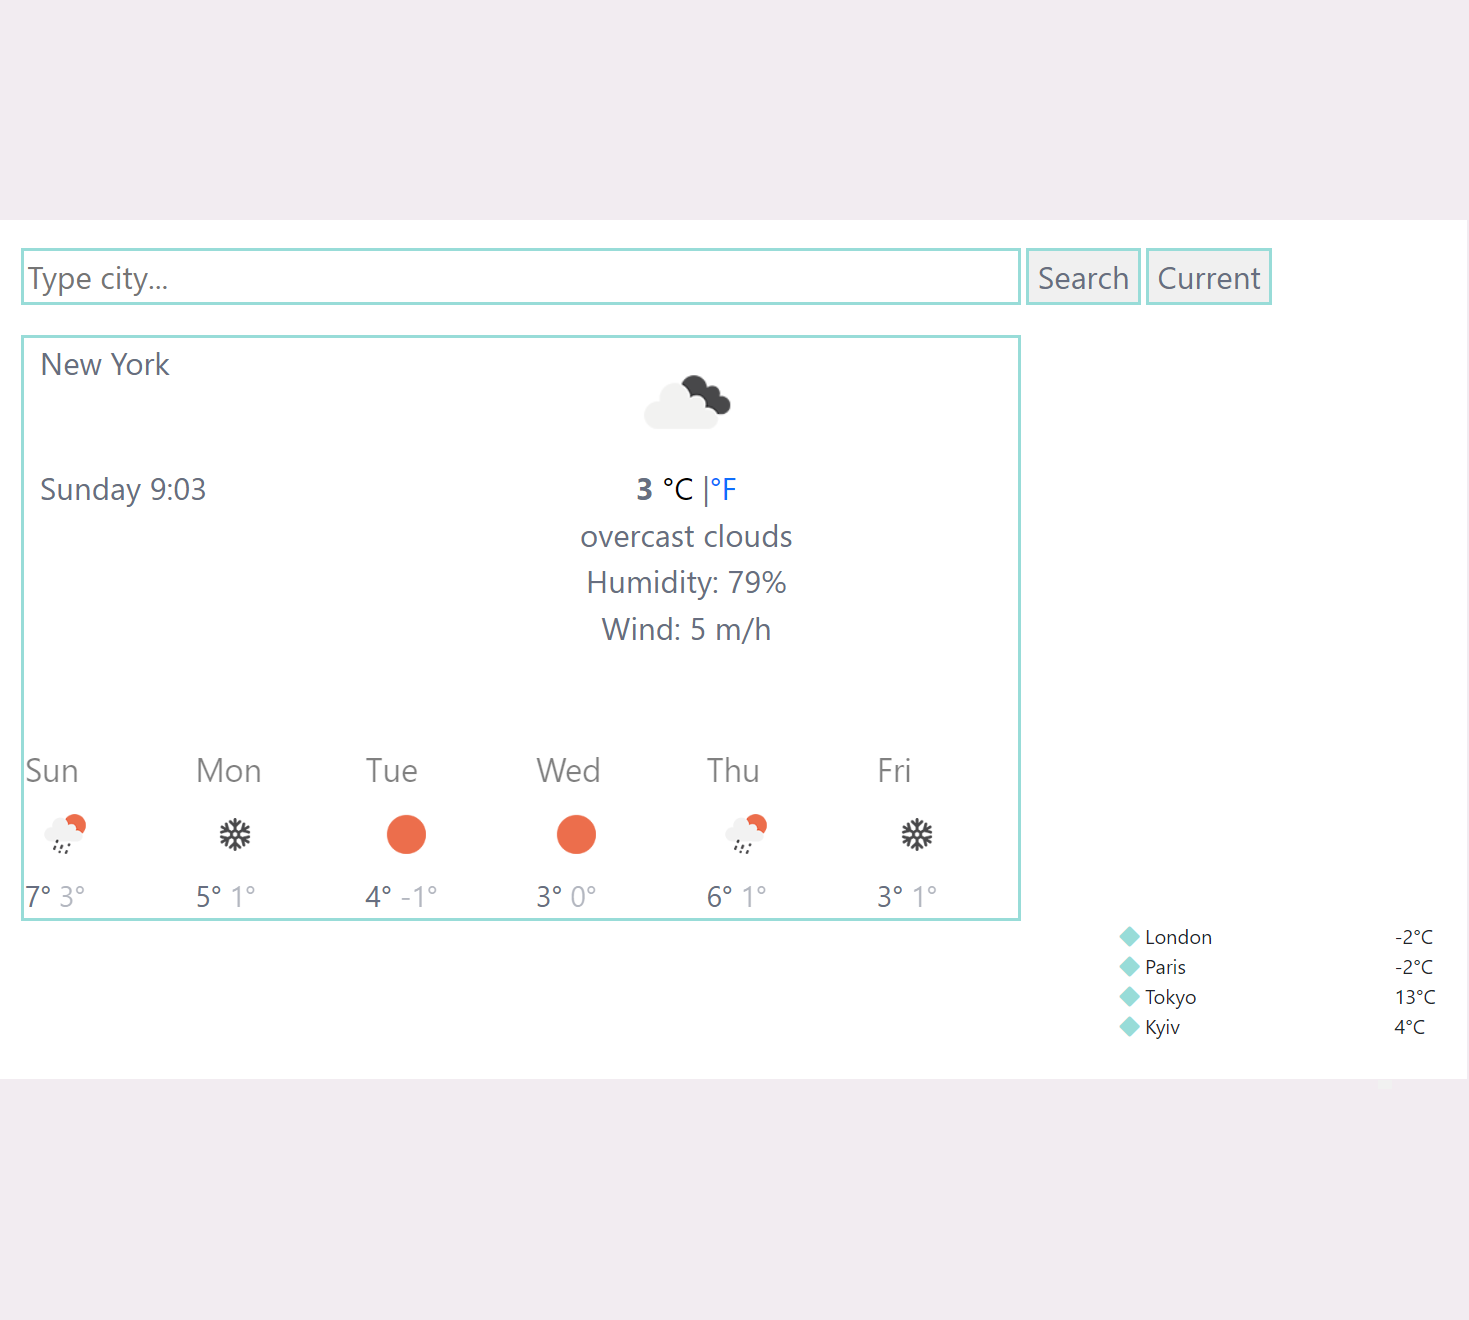 Type city...
Search
Current
New York
Sunday 9:03
3 °C |°F
overcast clouds
Humidity: 79%
Wind: 5 m/h
Sun Mon Tue Wed Thu Fri
7° 3° 5° 1° 4° -1° 3° 0° 6° 1° 3° 1°
London -2°C
Paris -2°C
Tokyo 13°C
Kyiv 4°C